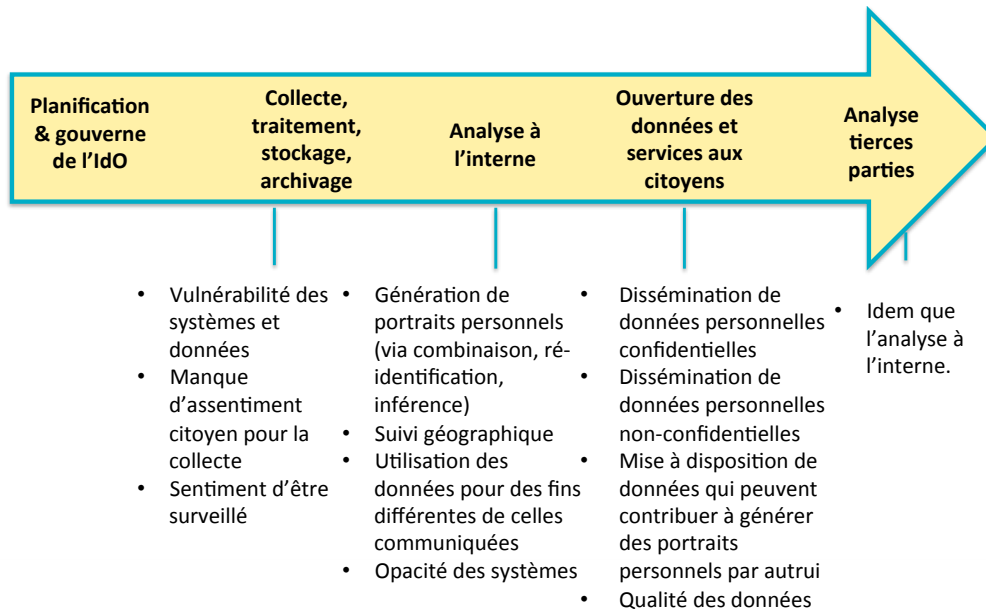 Planification
& gouverne
de l'IdO
Collecte,
traitement,
stockage,
archivage
Analyse à
l'interne
Ouverture des
données et
services aux
citoyens
Analyse
tierces
parties
• Vulnérabilité des
systèmes et
données
• Manque
d'assentiment
citoyen pour la
collecte
• Sentiment d'être
surveillé
• Génération de
portraits personnels
(via combinaison, ré-
identification,
inférence)
• Suivi géographique
• Utilisation des
données pour des fins
différentes de celles
communiquées
• Opacité des systèmes
• Dissémination de
données personnelles
confidentielles
• Dissémination de
données personnelles
non-confidentielles
• Mise à disposition de
données qui peuvent
contribuer à générer
des portraits
personnels par autrui
• Qualité des données
• Idem que
l'analyse à
l'interne.